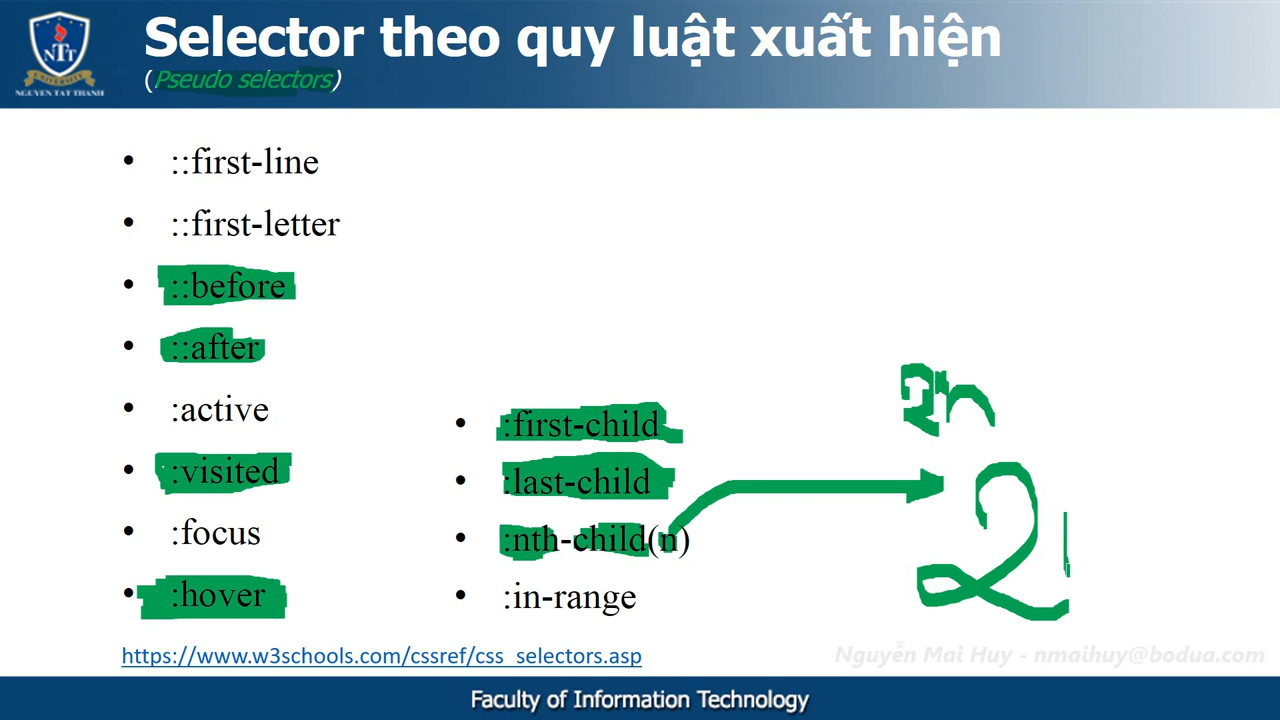 NTT
UNIVERSITY
NGUYEN TAT THANH
Selector theo quy luật xuất hiện
(Pseudo selectors)
• ::first-line
• ::first-letter
• ::before
• ::after
• :active
• :visited
• :focus
• :hover
• :first-child
• :last-child
• :nth-child(n)
• :in-range
2n
2
https://www.w3schools.com/cssref/css_selectors.asp
Nguyễn Mai Huy - nmaihuy@bodua.com
Faculty of Information Technology